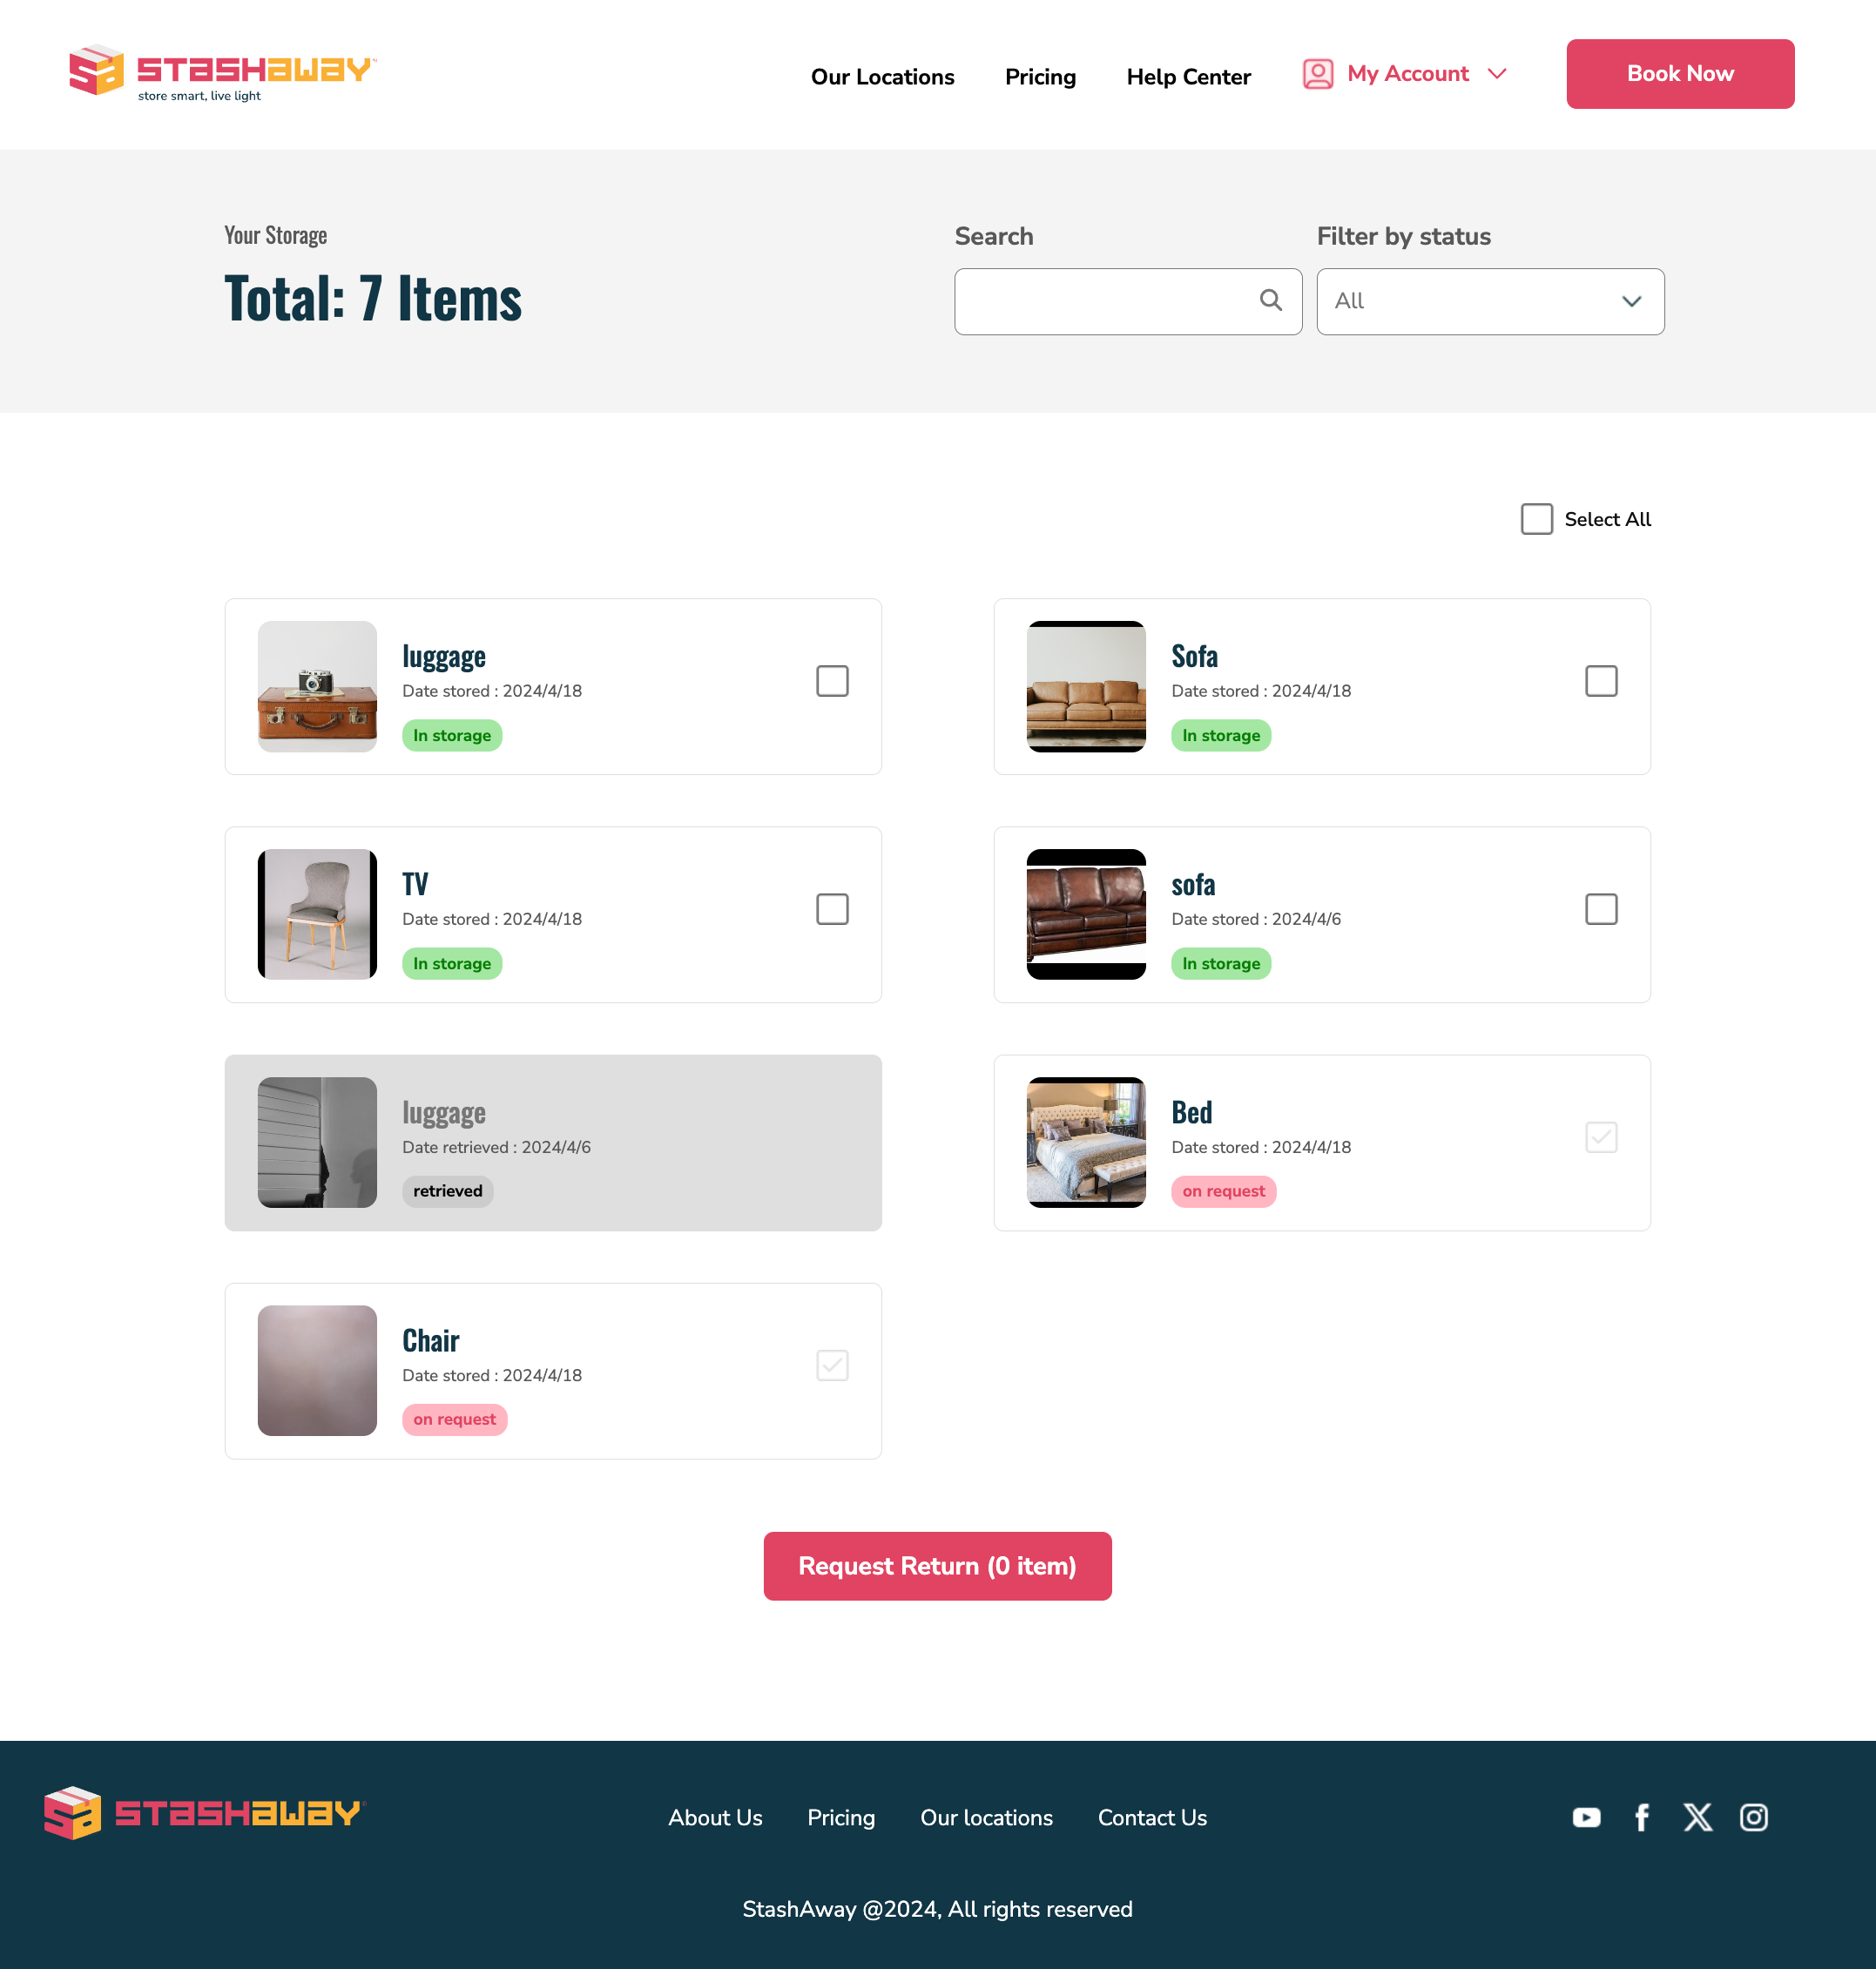 STASHAWAY
store smart, live light
Our Locations
Pricing
Help Center
My Account
Book Now
Your Storage
Total: 7 Items
Search
Filter by status
All
Select All
luggage
Date stored : 2024/4/18
In storage
Sofa
Date stored : 2024/4/18
In storage
TV
Date stored : 2024/4/18
In storage
sofa
Date stored : 2024/4/6
In storage
luggage
Date retrieved : 2024/4/6
retrieved
Bed
Date stored : 2024/4/18
on request
Chair
Date stored : 2024/4/18
on request
Request Return (0 item)
STASHAWAY
About Us
Pricing
Our locations
Contact Us
StashAway @2024, All rights reserved